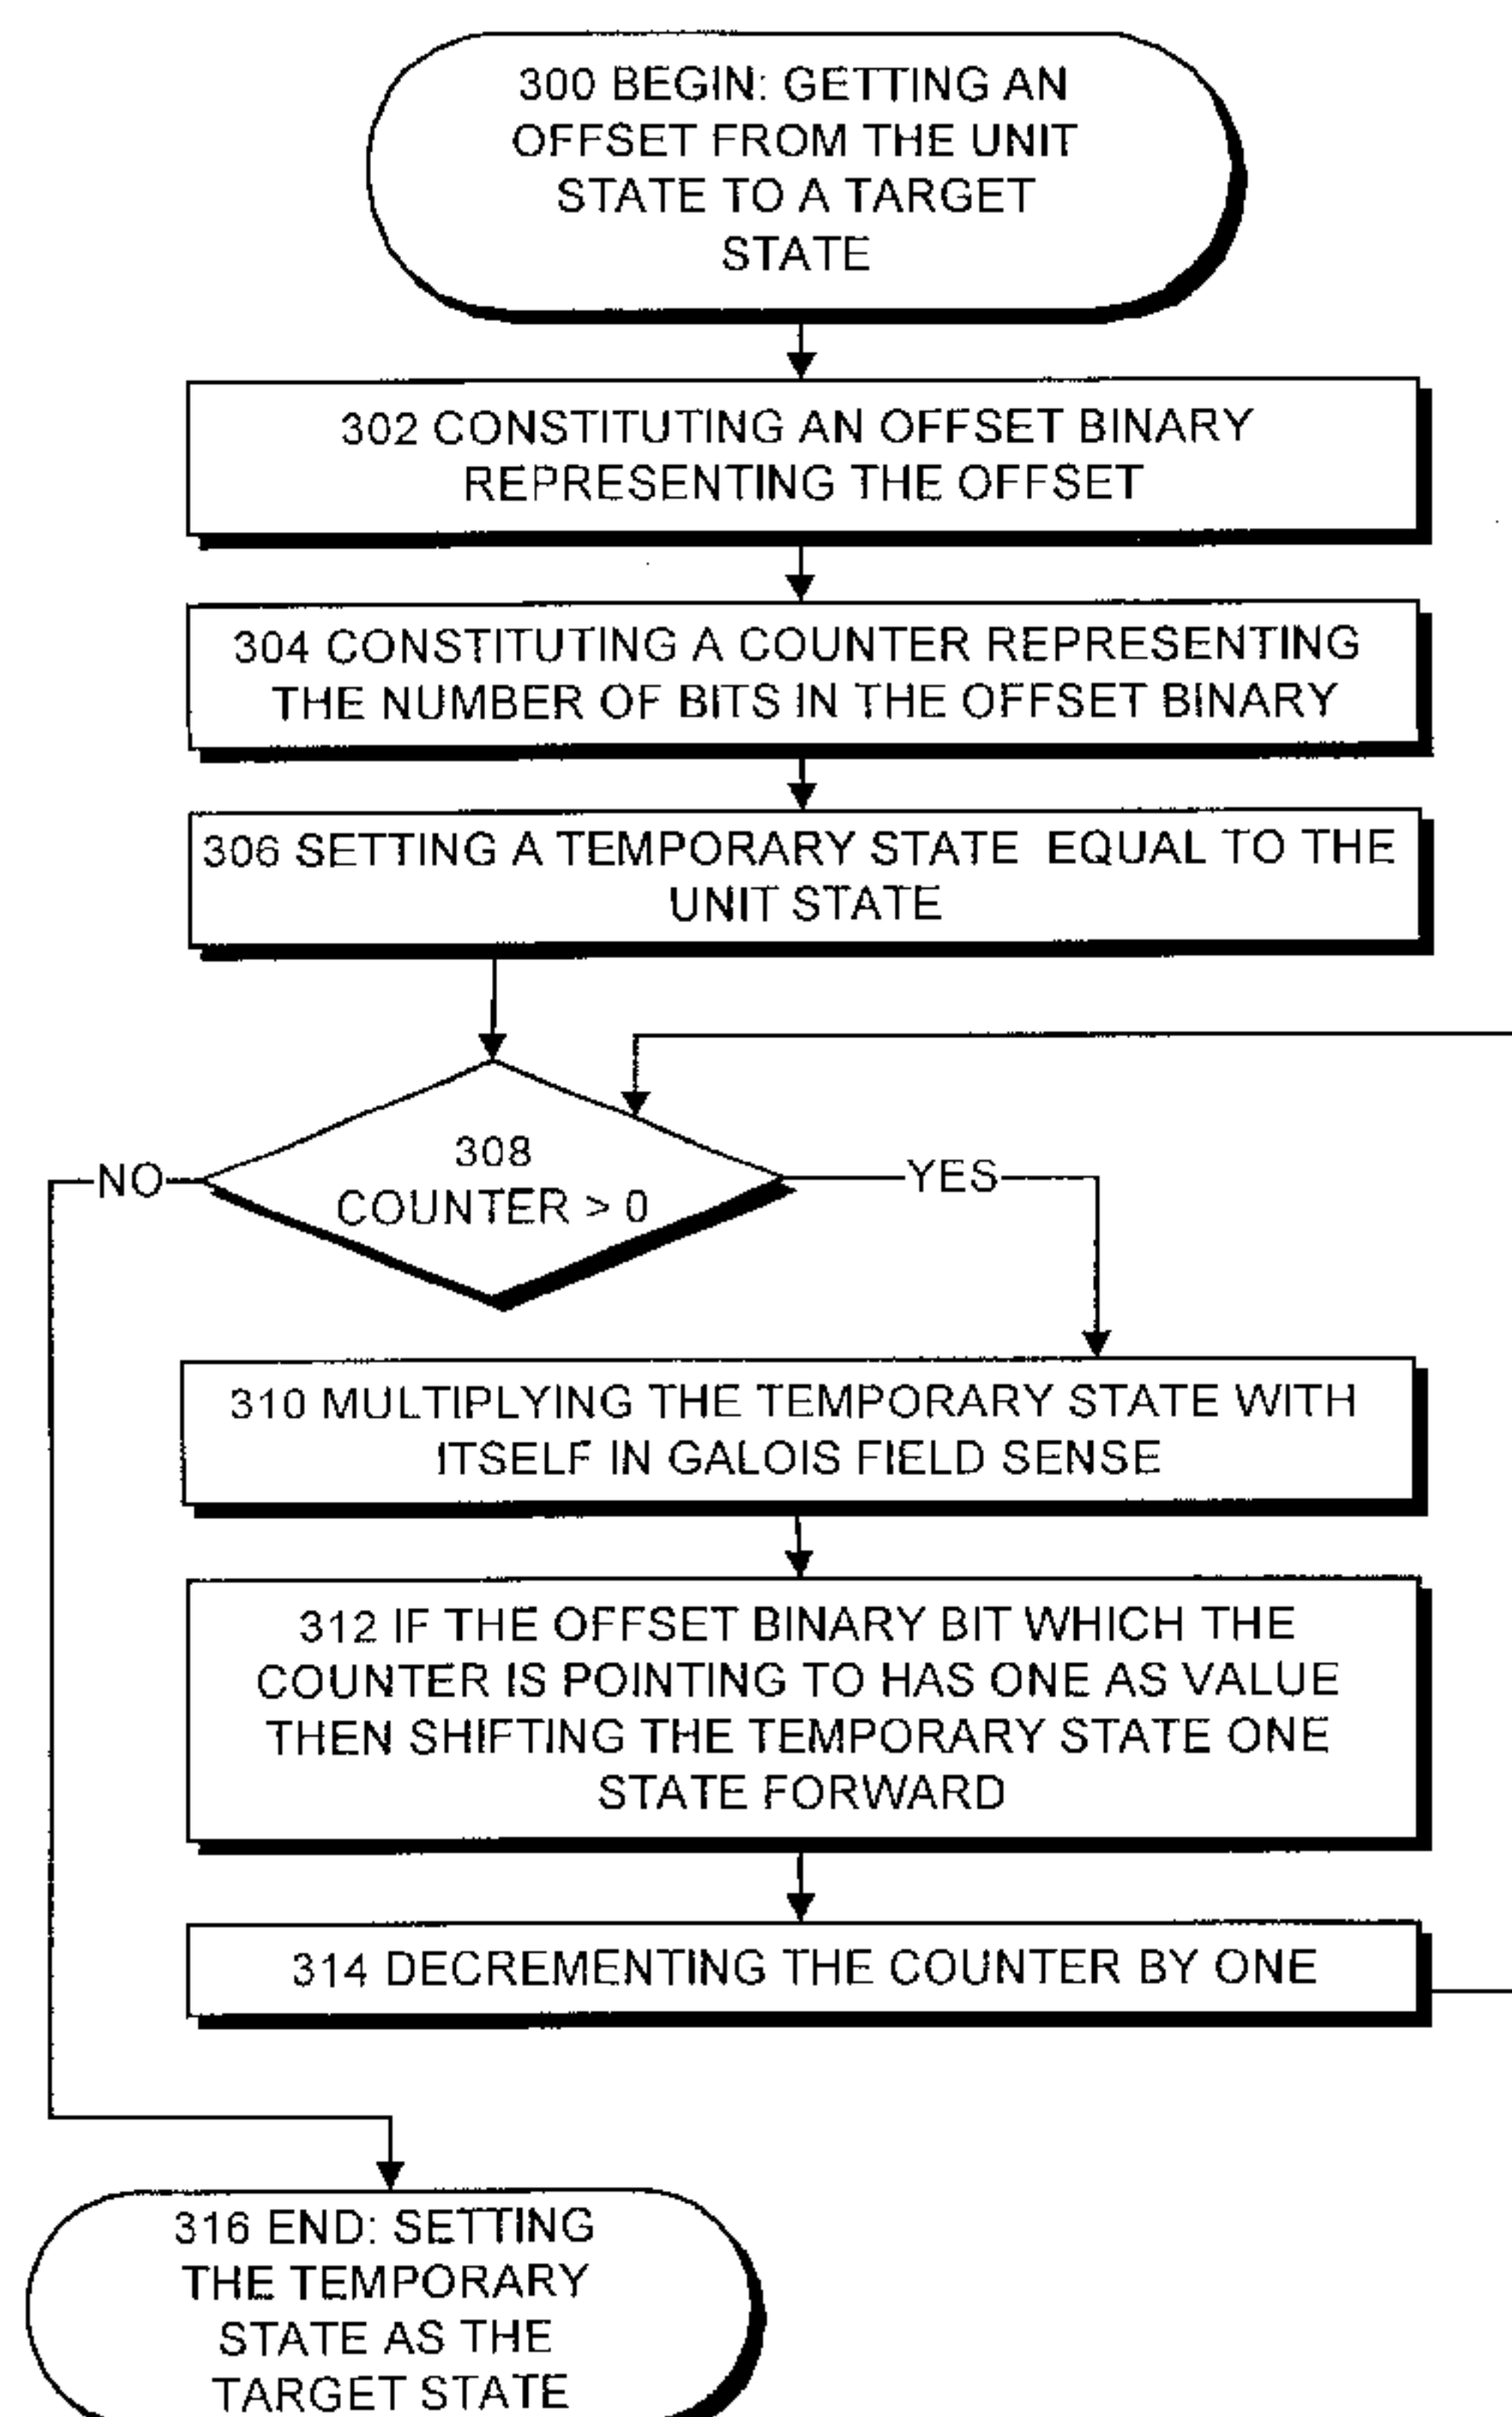 300 BEGIN: GETTING AN
OFFSET FROM THE UNIT
STATE TO A TARGET
STATE
302 CONSTITUTING AN OFFSET BINARY
REPRESENTING THE OFFSET
304 CONSTITUTING A COUNTER REPRESENTING
THE NUMBER OF BITS IN THE OFFSET BINARY
306 SETTING A TEMPORARY STATE EQUAL TO THE
UNIT STATE
308
COUNTER > 0
NO
YES
310 MULTIPLYING THE TEMPORARY STATE WITH
ITSELF IN GALOIS FIELD SENSE
312 IF THE OFFSET BINARY BIT WHICH THE
COUNTER IS POINTING TO HAS ONE AS VALUE
THEN SHIFTING THE TEMPORARY STATE ONE
STATE FORWARD
314 DECREMENTING THE COUNTER BY ONE
316 END: SETTING
THE TEMPORARY
STATE AS THE
TARGET STATE